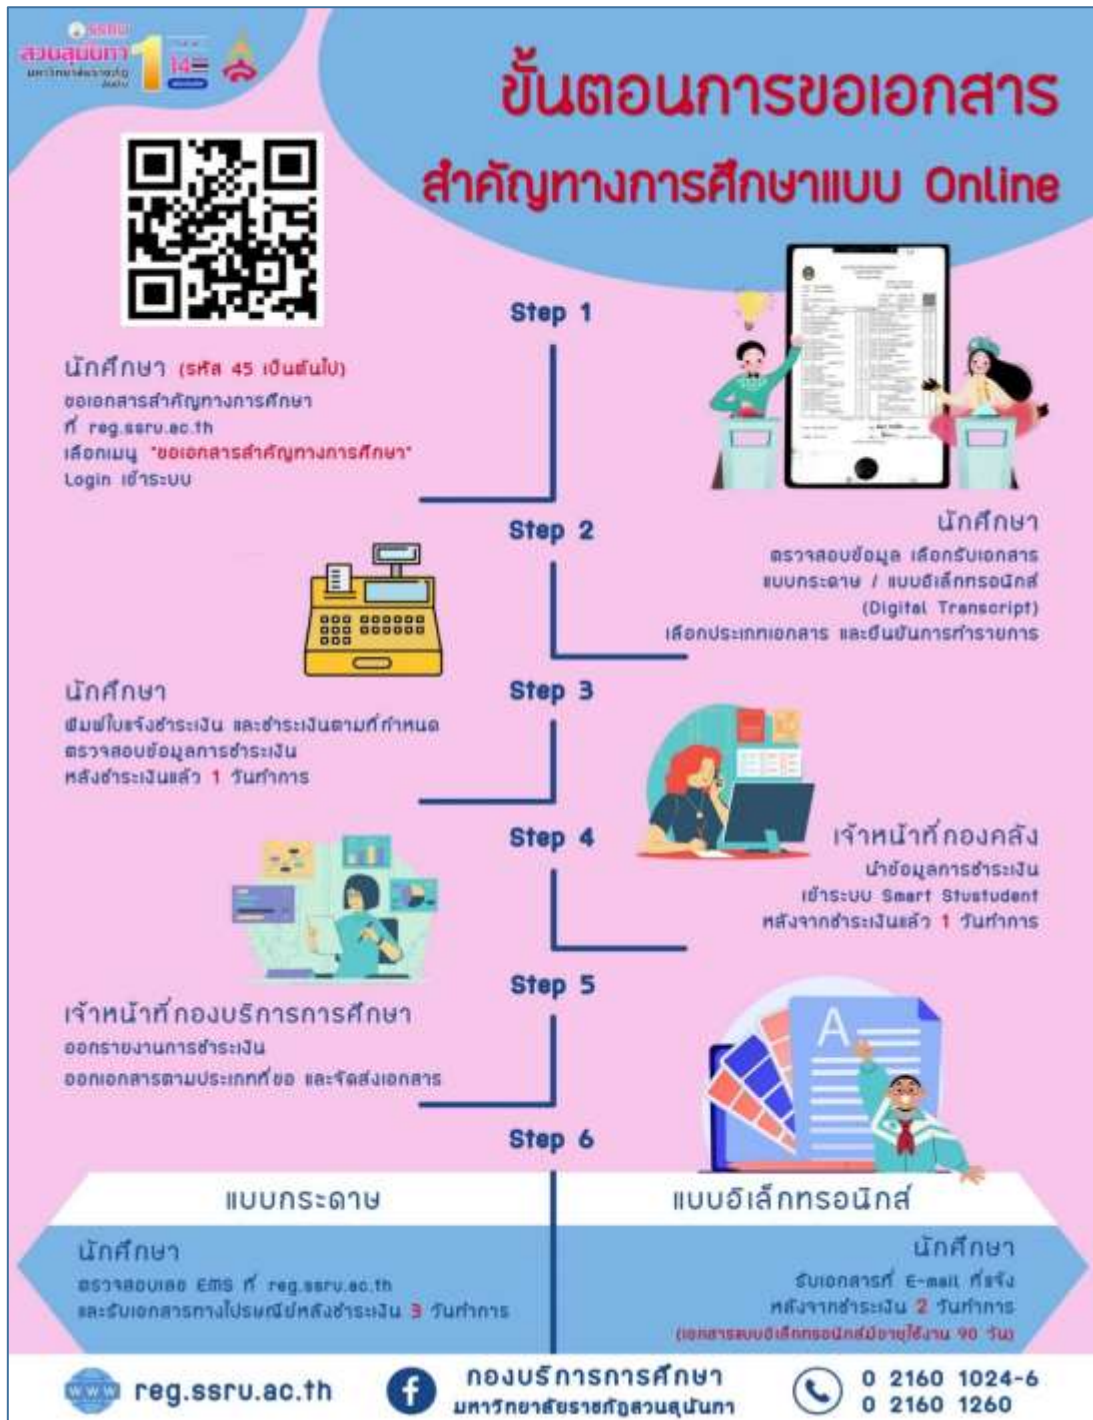 SSRU
สวนสุนันทา
มหาวิทยาลัยราชภัฏ
อันดับ
1
14
ขั้นตอนการขอเอกสาร
สำคัญทางการศึกษาแบบ Online
Step 1
นักศึกษา (รหัส 45 เป็นต้นไป)
ขอเอกสารสำคัญทางการศึกษา
ที่ reg.ssru.ac.th
เลือกเมนู "ขอเอกสารสำคัญทางการศึกษา"
Login เข้าระบบ
Step 2
นักศึกษา
ตรวจสอบข้อมูล เลือกรับเอกสาร
แบบกระดาษ / แบบอิเล็กทรอนิกส์
(Digital Transcript)
เลือกประเภทเอกสาร และยืนยันการทำรายการ
Step 3
นักศึกษา
พิมพ์ใบแจ้งชำระเงิน และชำระเงินตามที่กำหนด
ตรวจสอบข้อมูลการชำระเงิน
หลังชำระเงินแล้ว 1 วันทำการ
Step 4
เจ้าหน้าที่กองคลัง
นำข้อมูลการชำระเงิน
เข้าระบบ Smart Stustudent
หลังจากชำระเงินแล้ว 1 วันทำการ
Step 5
เจ้าหน้าที่กองบริการการศึกษา
ออกรายงานการชำระเงิน
ออกเอกสารตามประเภทที่ขอ และจัดส่งเอกสาร
A
Step 6
แบบกระดาษ
นักศึกษา
ตรวจสอบเลข EMS ที่ reg.ssru.ac.th
และรับเอกสารทางไปรษณีย์หลังชำระเงิน 3 วันทำการ
แบบอิเล็กทรอนิกส์
นักศึกษา
รับเอกสารที่ E-mail ที่แจ้ง
หลังจากชำระเงิน 2 วันทำการ
(เอกสารแบบอิเล็กทรอนิกส์มีอายุใช้งาน 90 วัน)
www reg.ssru.ac.th
กองบริการการศึกษา
มหาวิทยาลัยราชภัฏสวนสุนันทา
0 2160 1024-6
0 2160 1260